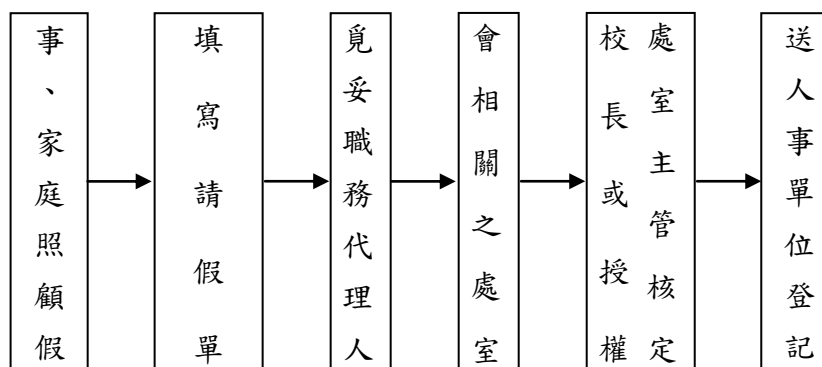 事、家庭照顧假
填寫請假單
覓妥職務代理人
會相關之處室
校長或授權
處室主管核定
送人事單位登記